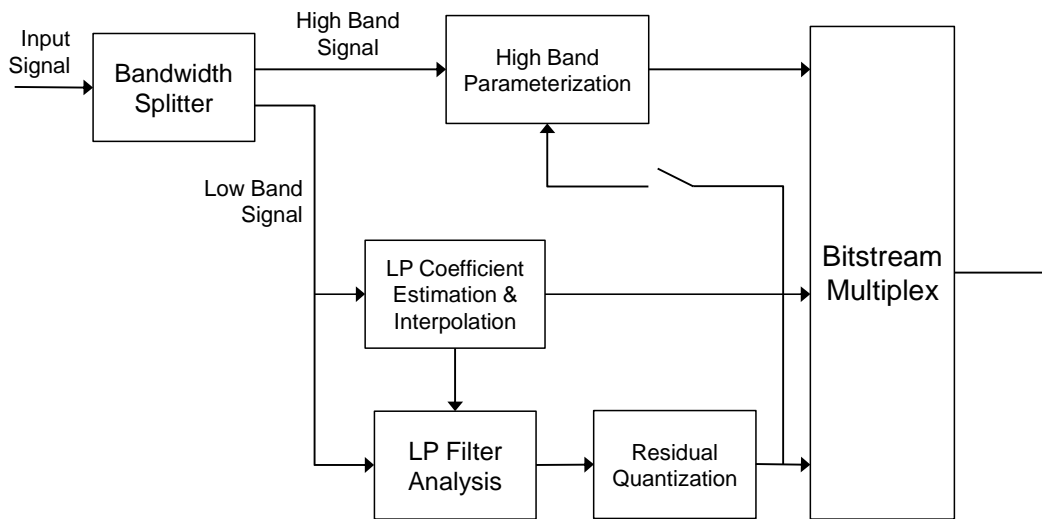 Input
Signal
Bandwidth
Splitter
High Band
Signal
High Band
Parameterization
Low Band
Signal
LP Coefficient
Estimation &
Interpolation
Bitstream
Multiplex
LP Filter
Analysis
Residual
Quantization